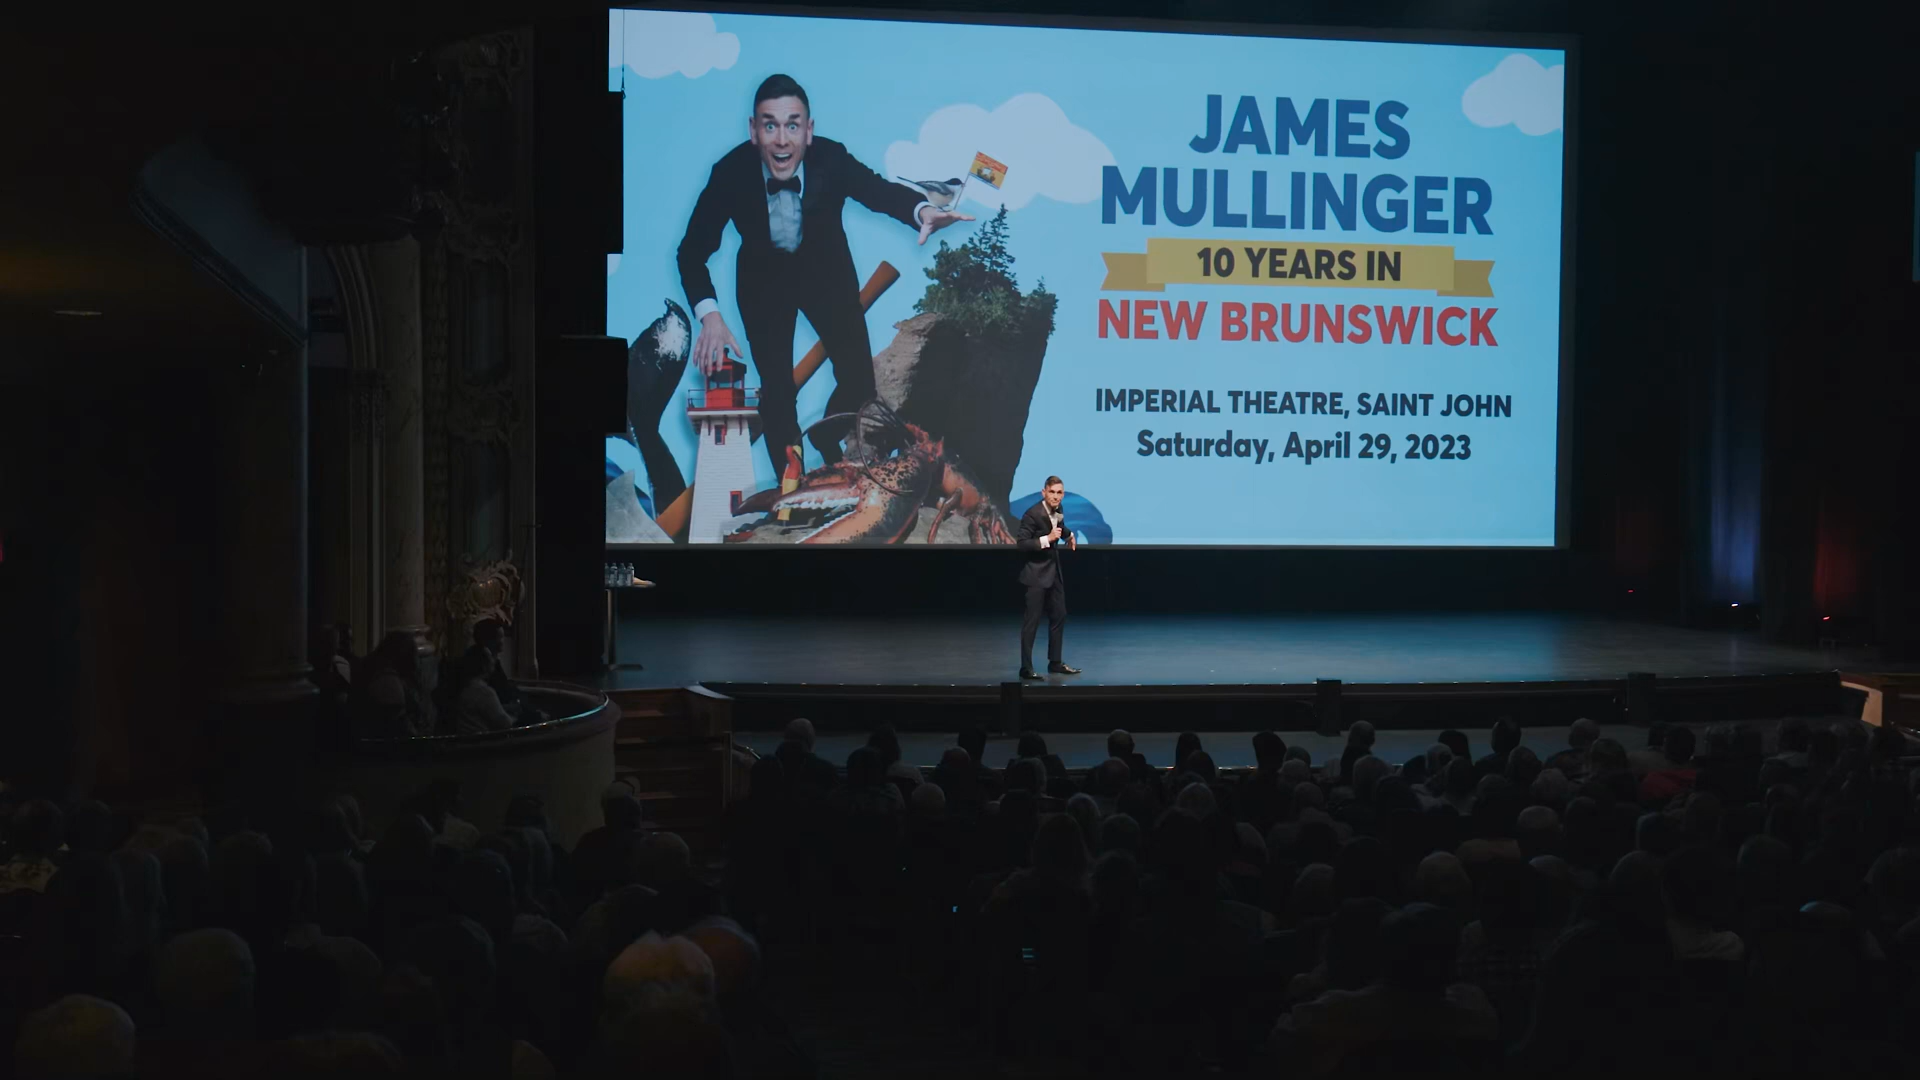 JAMES
MULLINGER
10 YEARS IN
NEW BRUNSWICK
IMPERIAL THEATRE, SAINT JOHN
Saturday, April 29, 2023